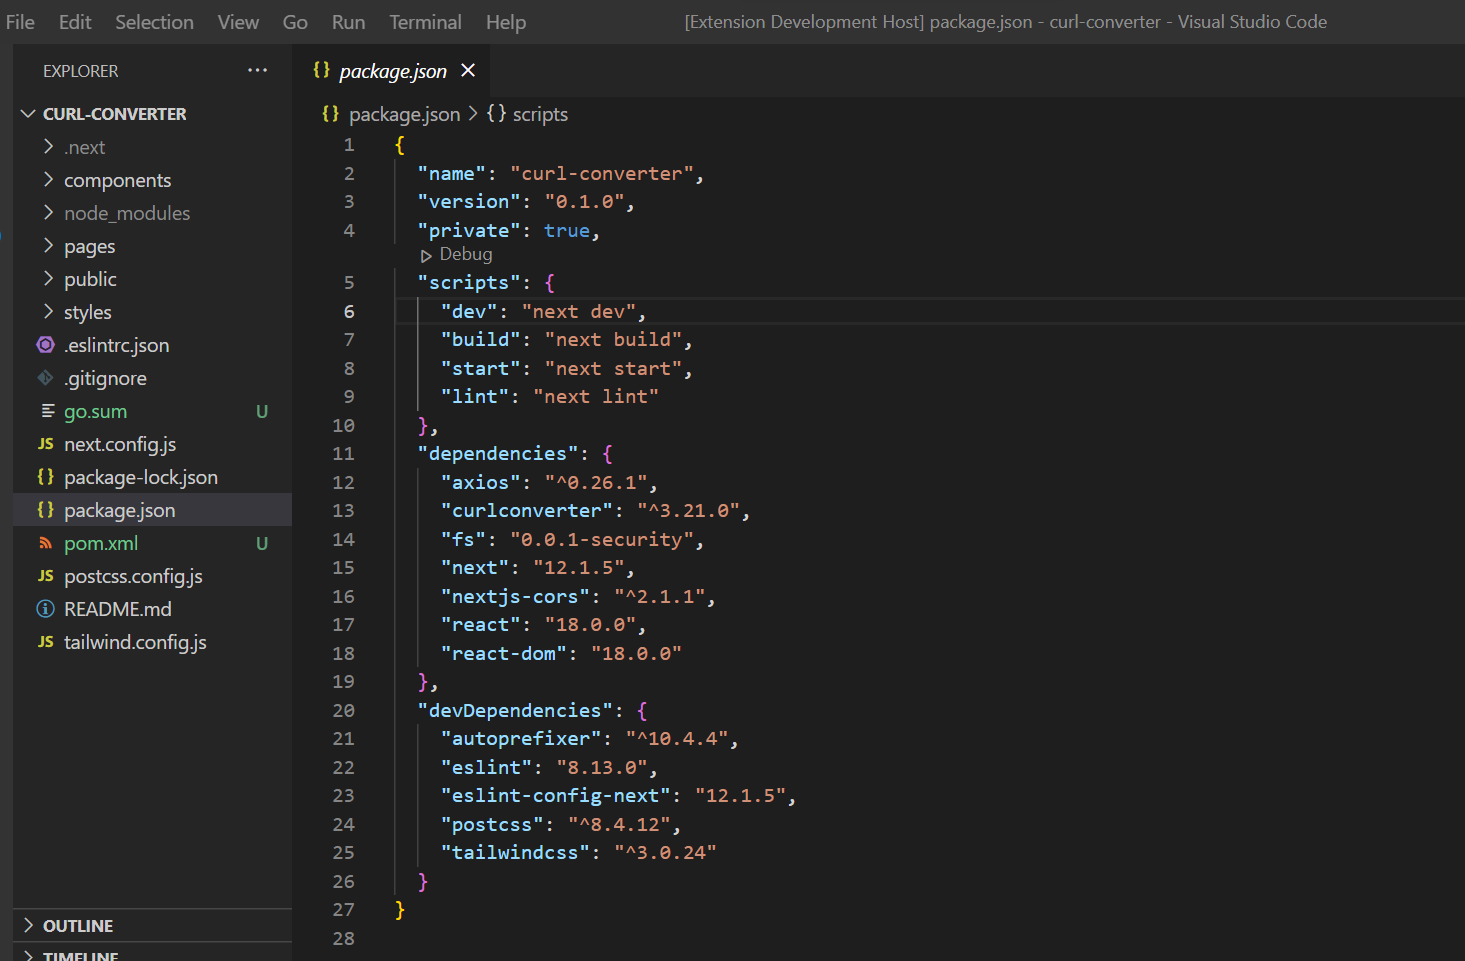 File Edit Selection View Go Run Terminal Help [Extension Development Host] package.json - curl-converter - Visual Studio Code
EXPLORER ···
CURL-CONVERTER
.next
components
node_modules
pages
public
styles
.eslintrc.json
.gitignore
go.sum U
JS next.config.js
{} package-lock.json
{} package.json
pom.xml U
JS postcss.config.js
README.md
JS tailwind.config.js
OUTLINE
TIMELINE
{} package.json ×
{} package.json > {} scripts
1 {
2 "name": "curl-converter",
3 "version": "0.1.0",
4 "private": true,
Debug
5 "scripts": {
6 "dev": "next dev",
7 "build": "next build",
8 "start": "next start",
9 "lint": "next lint"
10 },
11 "dependencies": {
12 "axios": "^0.26.1",
13 "curlconverter": "^3.21.0",
14 "fs": "0.0.1-security",
15 "next": "12.1.5",
16 "nextjs-cors": "^2.1.1",
17 "react": "18.0.0",
18 "react-dom": "18.0.0"
19 },
20 "devDependencies": {
21 "autoprefixer": "^10.4.4",
22 "eslint": "8.13.0",
23 "eslint-config-next": "12.1.5",
24 "postcss": "^8.4.12",
25 "tailwindcss": "^3.0.24"
26 }
27 }
28